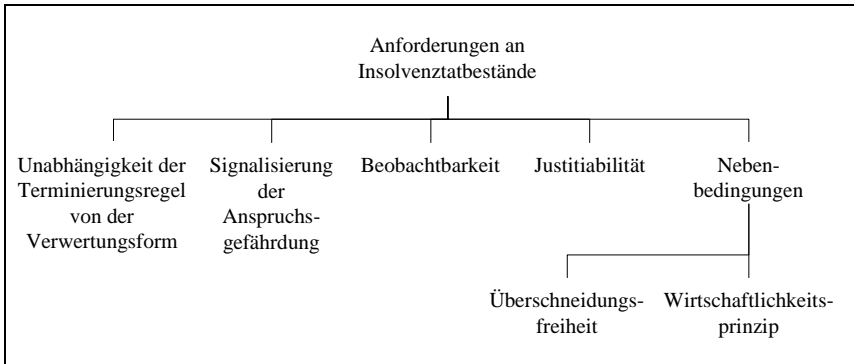 Anforderungen an
Insolvenztatbestände
Unabhängigkeit der
Terminierungsregel
von der
Verwertungsform
Signalisierung
der
Anspruchs-
gefährdung
Beobachtbarkeit
Justitiabilität
Neben-
bedingungen
Überschneidungs-
freiheit
Wirtschaftlichkeits-
prinzip